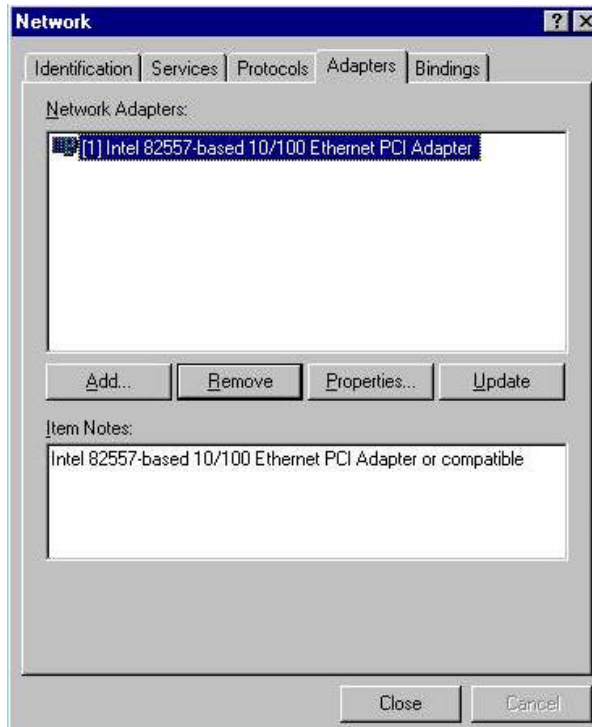 Network
Identification Services Protocols Adapters Bindings
Network Adapters:
[1] Intel 82557-based 10/100 Ethernet PCI Adapter
Add... Remove Properties... Update
Item Notes:
Intel 82557-based 10/100 Ethernet PCI Adapter or compatible
Close Cancel